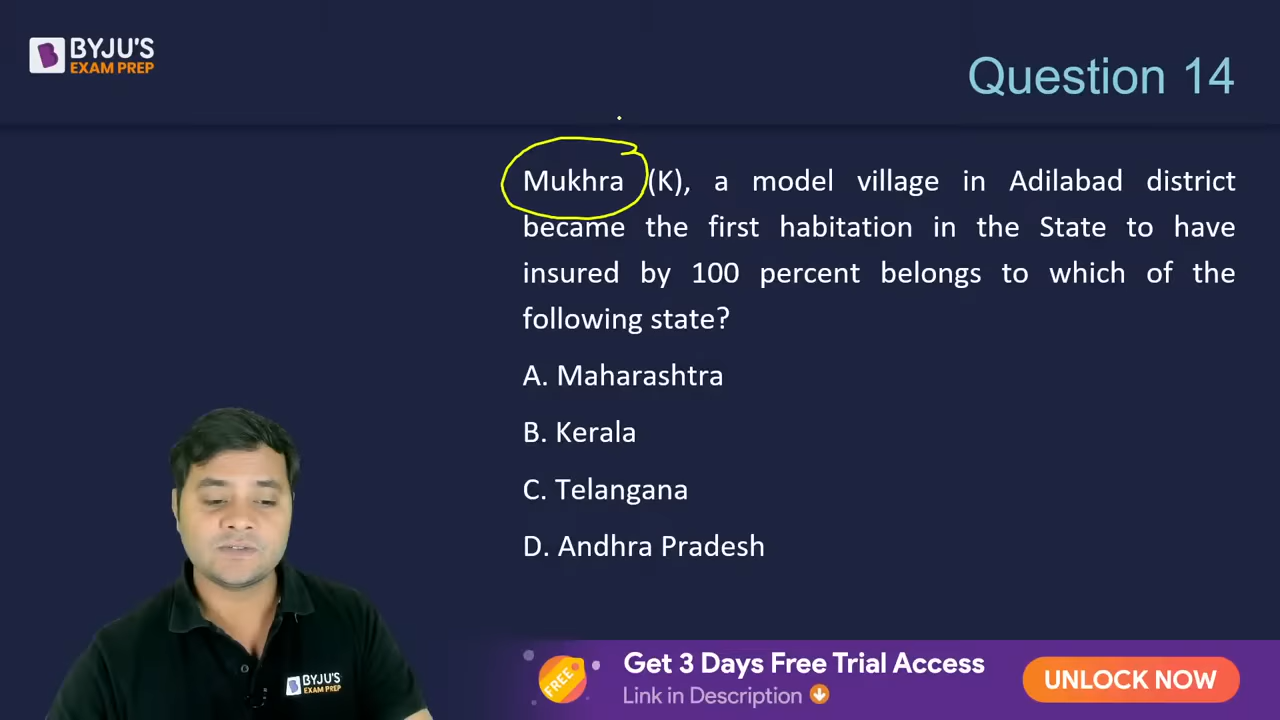 BYJU'S
EXAM PREP
Question 14
Mukhra (K), a model village in Adilabad district
became the first habitation in the State to have
insured by 100 percent belongs to which of the
following state?
A. Maharashtra
B. Kerala
C. Telangana
D. Andhra Pradesh
BYJU'S
EXAM PREP
FREE
Get 3 Days Free Trial Access
Link in Description
UNLOCK NOW